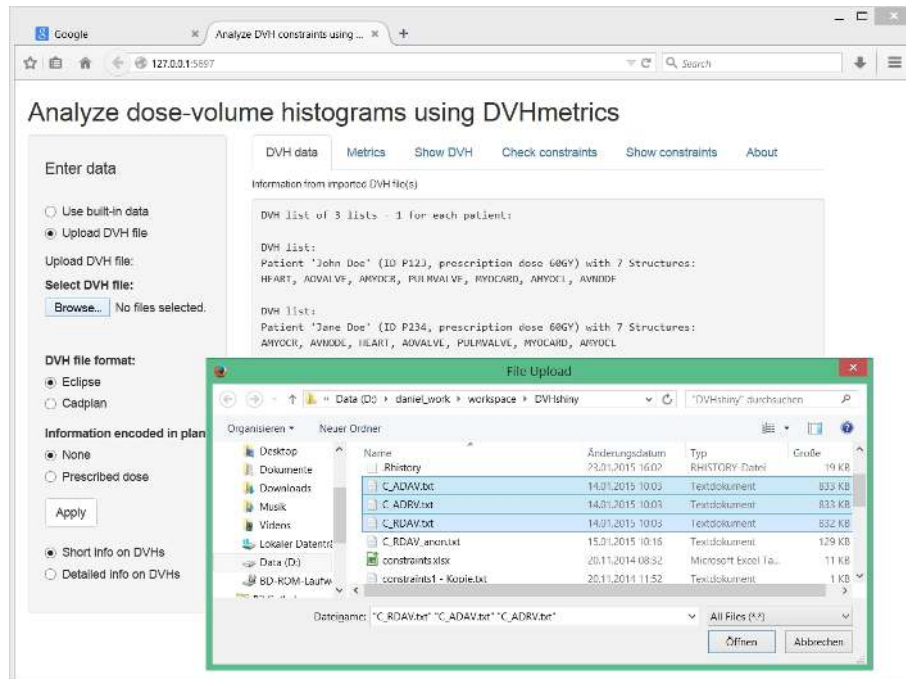 Google
Analyze DVH constraints using ...
127.0.0.1:5897
Search
Analyze dose-volume histograms using DVHmetrics
Enter data
Use built-in data
Upload DVH file
Upload DVH file:
Select DVH file:
Browse... No files selected.
DVH file format:
Eclipse
Cadplan
Information encoded in plan
None
Prescribed dose
Apply
Short info on DVHs
Detailed info on DVHs
DVH data Metrics Show DVH Check constraints Show constraints About
Information from imported DVH file(s)
DVH list of 3 lists - 1 for each patient:
DVH list:
Patient 'John Doe' (ID P123, prescription dose 60GY) with 7 Structures:
HEART, AOVALVE, AMYOCR, PULMVALVE, MYOCARD, AMYOCL, AVNODE
DVH list:
Patient 'Jane Doe' (ID P234, prescription dose 60GY) with 7 Structures:
AMYOCR, AVNODE, HEART, AOVALVE, PULMVALVE, MYOCARD, AMYOCL
File Upload
« Data (D:) daniel_work workspace DVHshiny
"DVHshiny" durchsuchen
Organisieren Neuer Ordner
Desktop
Dokumente
Downloads
Musik
Videos
Lokaler Datenträ
Data (D:)
BD-ROM-Laufw
Name Änderungsdatum Typ Größe
.Rhistory 23.01.2015 16:02 RHISTORY-Datei 19 KB
C_ADAV.txt 14.01.2015 10:03 Textdokument 833 KB
C_ADRV.txt 14.01.2015 10:03 Textdokument 833 KB
C_RDAV.txt 14.01.2015 10:03 Textdokument 832 KB
C_RDAV_anon.txt 15.01.2015 10:16 Textdokument 129 KB
constraints.xlsx 20.11.2014 08:32 Microsoft Excel Ta... 11 KB
constraints1 - Kopie.txt 20.11.2014 11:52 Textdokument 1 KB
Dateiname: "C_RDAV.txt" "C_ADAV.txt" "C_ADRV.txt"
All Files (*.*)
Öffnen Abbrechen